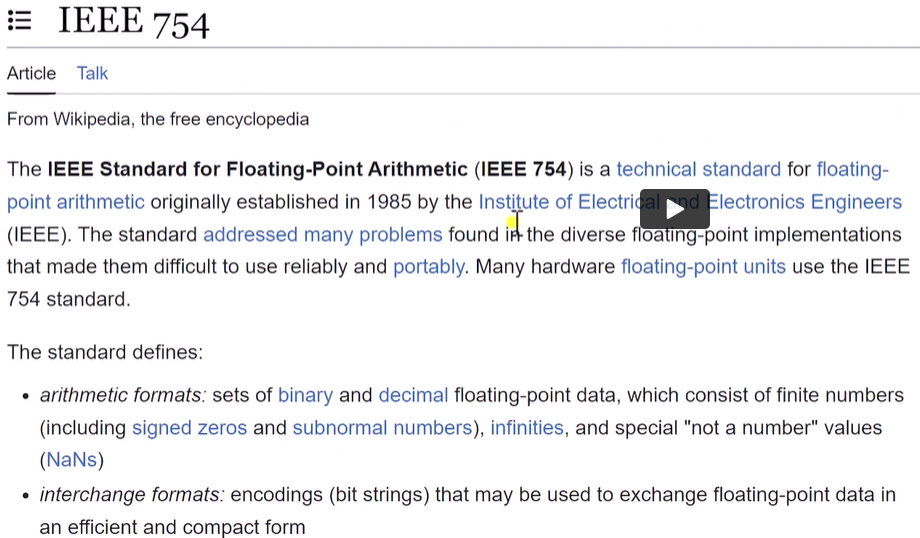 IEEE 754
Article Talk
From Wikipedia, the free encyclopedia
The IEEE Standard for Floating-Point Arithmetic (IEEE 754) is a technical standard for floating-
point arithmetic originally established in 1985 by the Institute of Electrical and Electronics Engineers
(IEEE). The standard addressed many problems found in the diverse floating-point implementations
that made them difficult to use reliably and portably. Many hardware floating-point units use the IEEE
754 standard.
The standard defines:
• arithmetic formats: sets of binary and decimal floating-point data, which consist of finite numbers
(including signed zeros and subnormal numbers), infinities, and special "not a number" values
(NaNs)
• interchange formats: encodings (bit strings) that may be used to exchange floating-point data in
an efficient and compact form